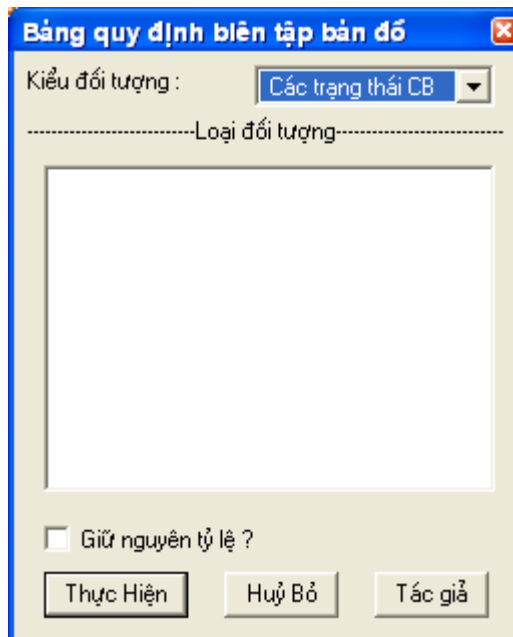 Bảng quy định biên tập bản đồ
Kiểu đối tượng : Các trạng thái CB
----------------------------Loại đối tượng----------------------------
Giữ nguyên tỷ lệ ?
Thực Hiện Huỷ Bỏ Tác giả